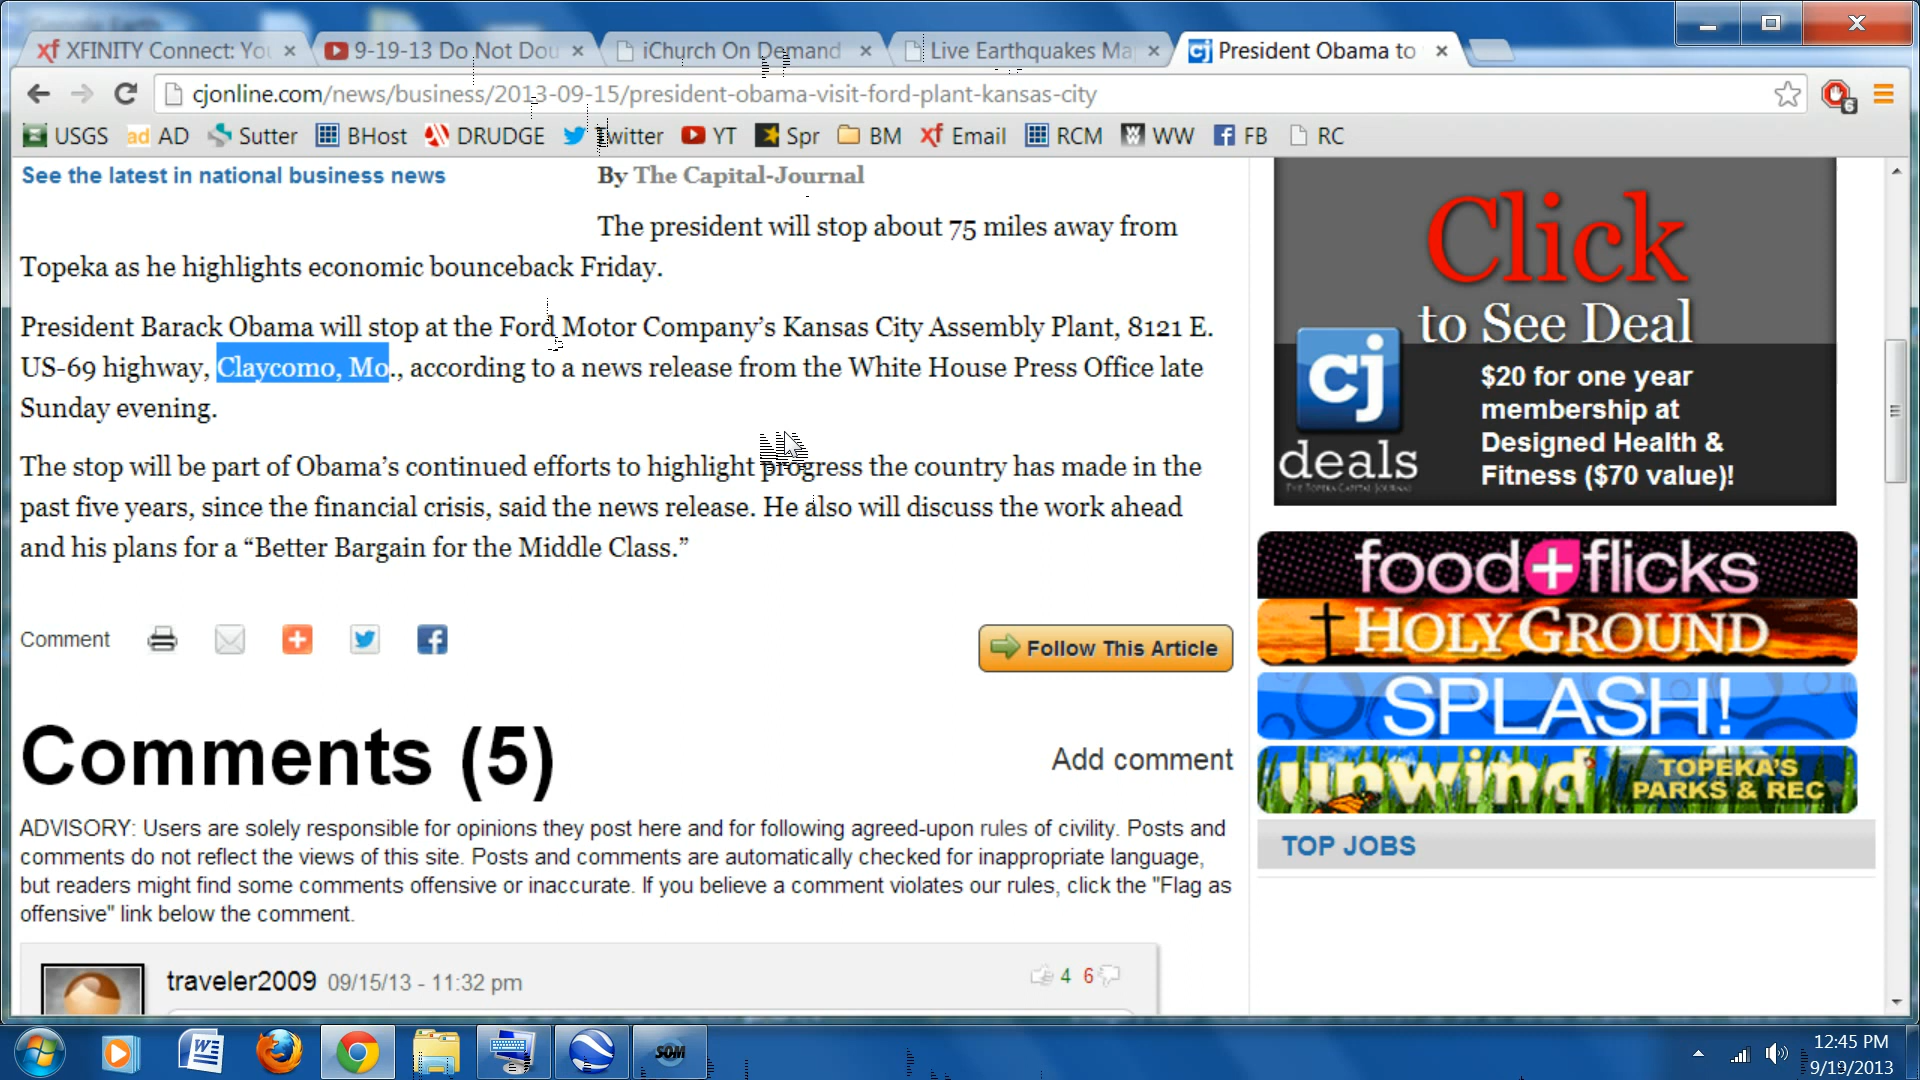 XFINITY Connect: You
9-19-13 Do Not Dou
iChurch On Demand
Live Earthquakes Ma
cj President Obama to
cjonline.com/news/business/2013-09-15/president-obama-visit-ford-plant-kansas-city
6
USGS ad AD Sutter BHost DRUDGE Twitter YT Spr BM Email RCM WW FB RC
See the latest in national business news
By The Capital-Journal
The president will stop about 75 miles away from
Topeka as he highlights economic bounceback Friday.
President Barack Obama will stop at the Ford Motor Company’s Kansas City Assembly Plant, 8121 E.
US-69 highway, Claycomo, Mo., according to a news release from the White House Press Office late
Sunday evening.
The stop will be part of Obama’s continued efforts to highlight progress the country has made in the
past five years, since the financial crisis, said the news release. He also will discuss the work ahead
and his plans for a “Better Bargain for the Middle Class.”
Comment
Follow This Article
Comments (5)
Add comment
ADVISORY: Users are solely responsible for opinions they post here and for following agreed-upon rules of civility. Posts and
comments do not reflect the views of this site. Posts and comments are automatically checked for inappropriate language,
but readers might find some comments offensive or inaccurate. If you believe a comment violates our rules, click the "Flag as
offensive" link below the comment.
traveler2009 09/15/13 - 11:32 pm
4 6
Click
to See Deal
cj
deals
THE TOPEKA CAPITAL-JOURNAL
$20 for one year
membership at
Designed Health &
Fitness ($70 value)!
food+flicks
HOLY GROUND
SPLASH!
unwind TOPEKA'S
PARKS & REC
TOP JOBS
SOM
12:45 PM
9/19/2013